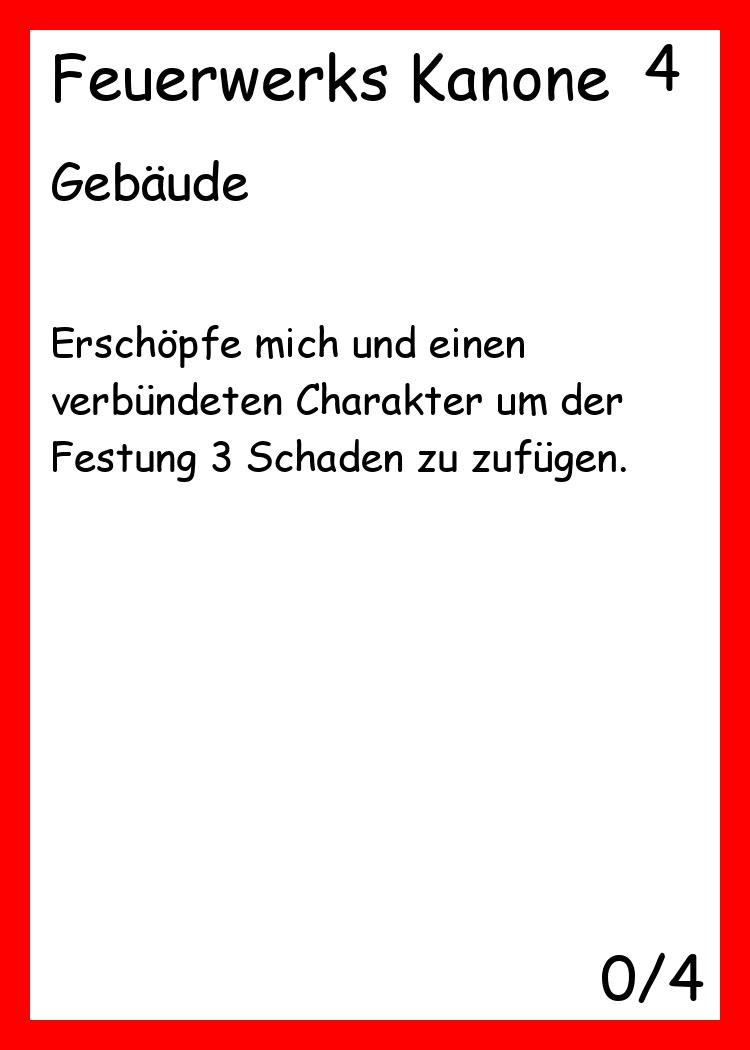 Feuerwerks Kanone 4
Gebäude
Erschöpfe mich und einen
verbündeten Charakter um der
Festung 3 Schaden zu zufügen.
0/4